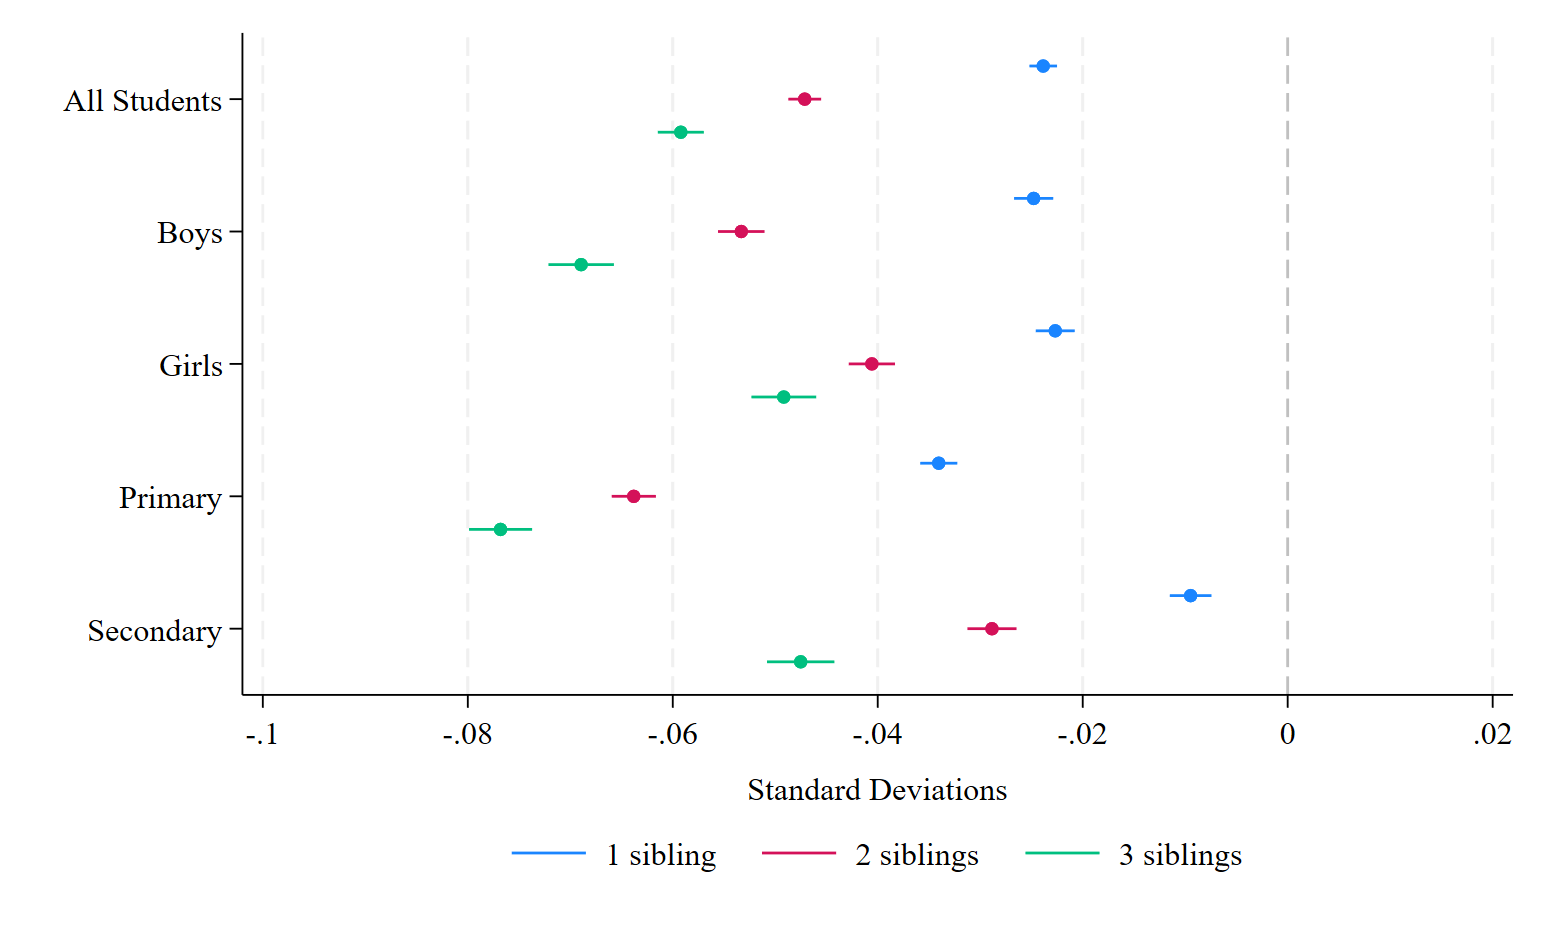 All Students
Boys
Girls
Primary
Secondary
-.1 -.08 -.06 -.04 -.02 0 .02
Standard Deviations
1 sibling 2 siblings 3 siblings